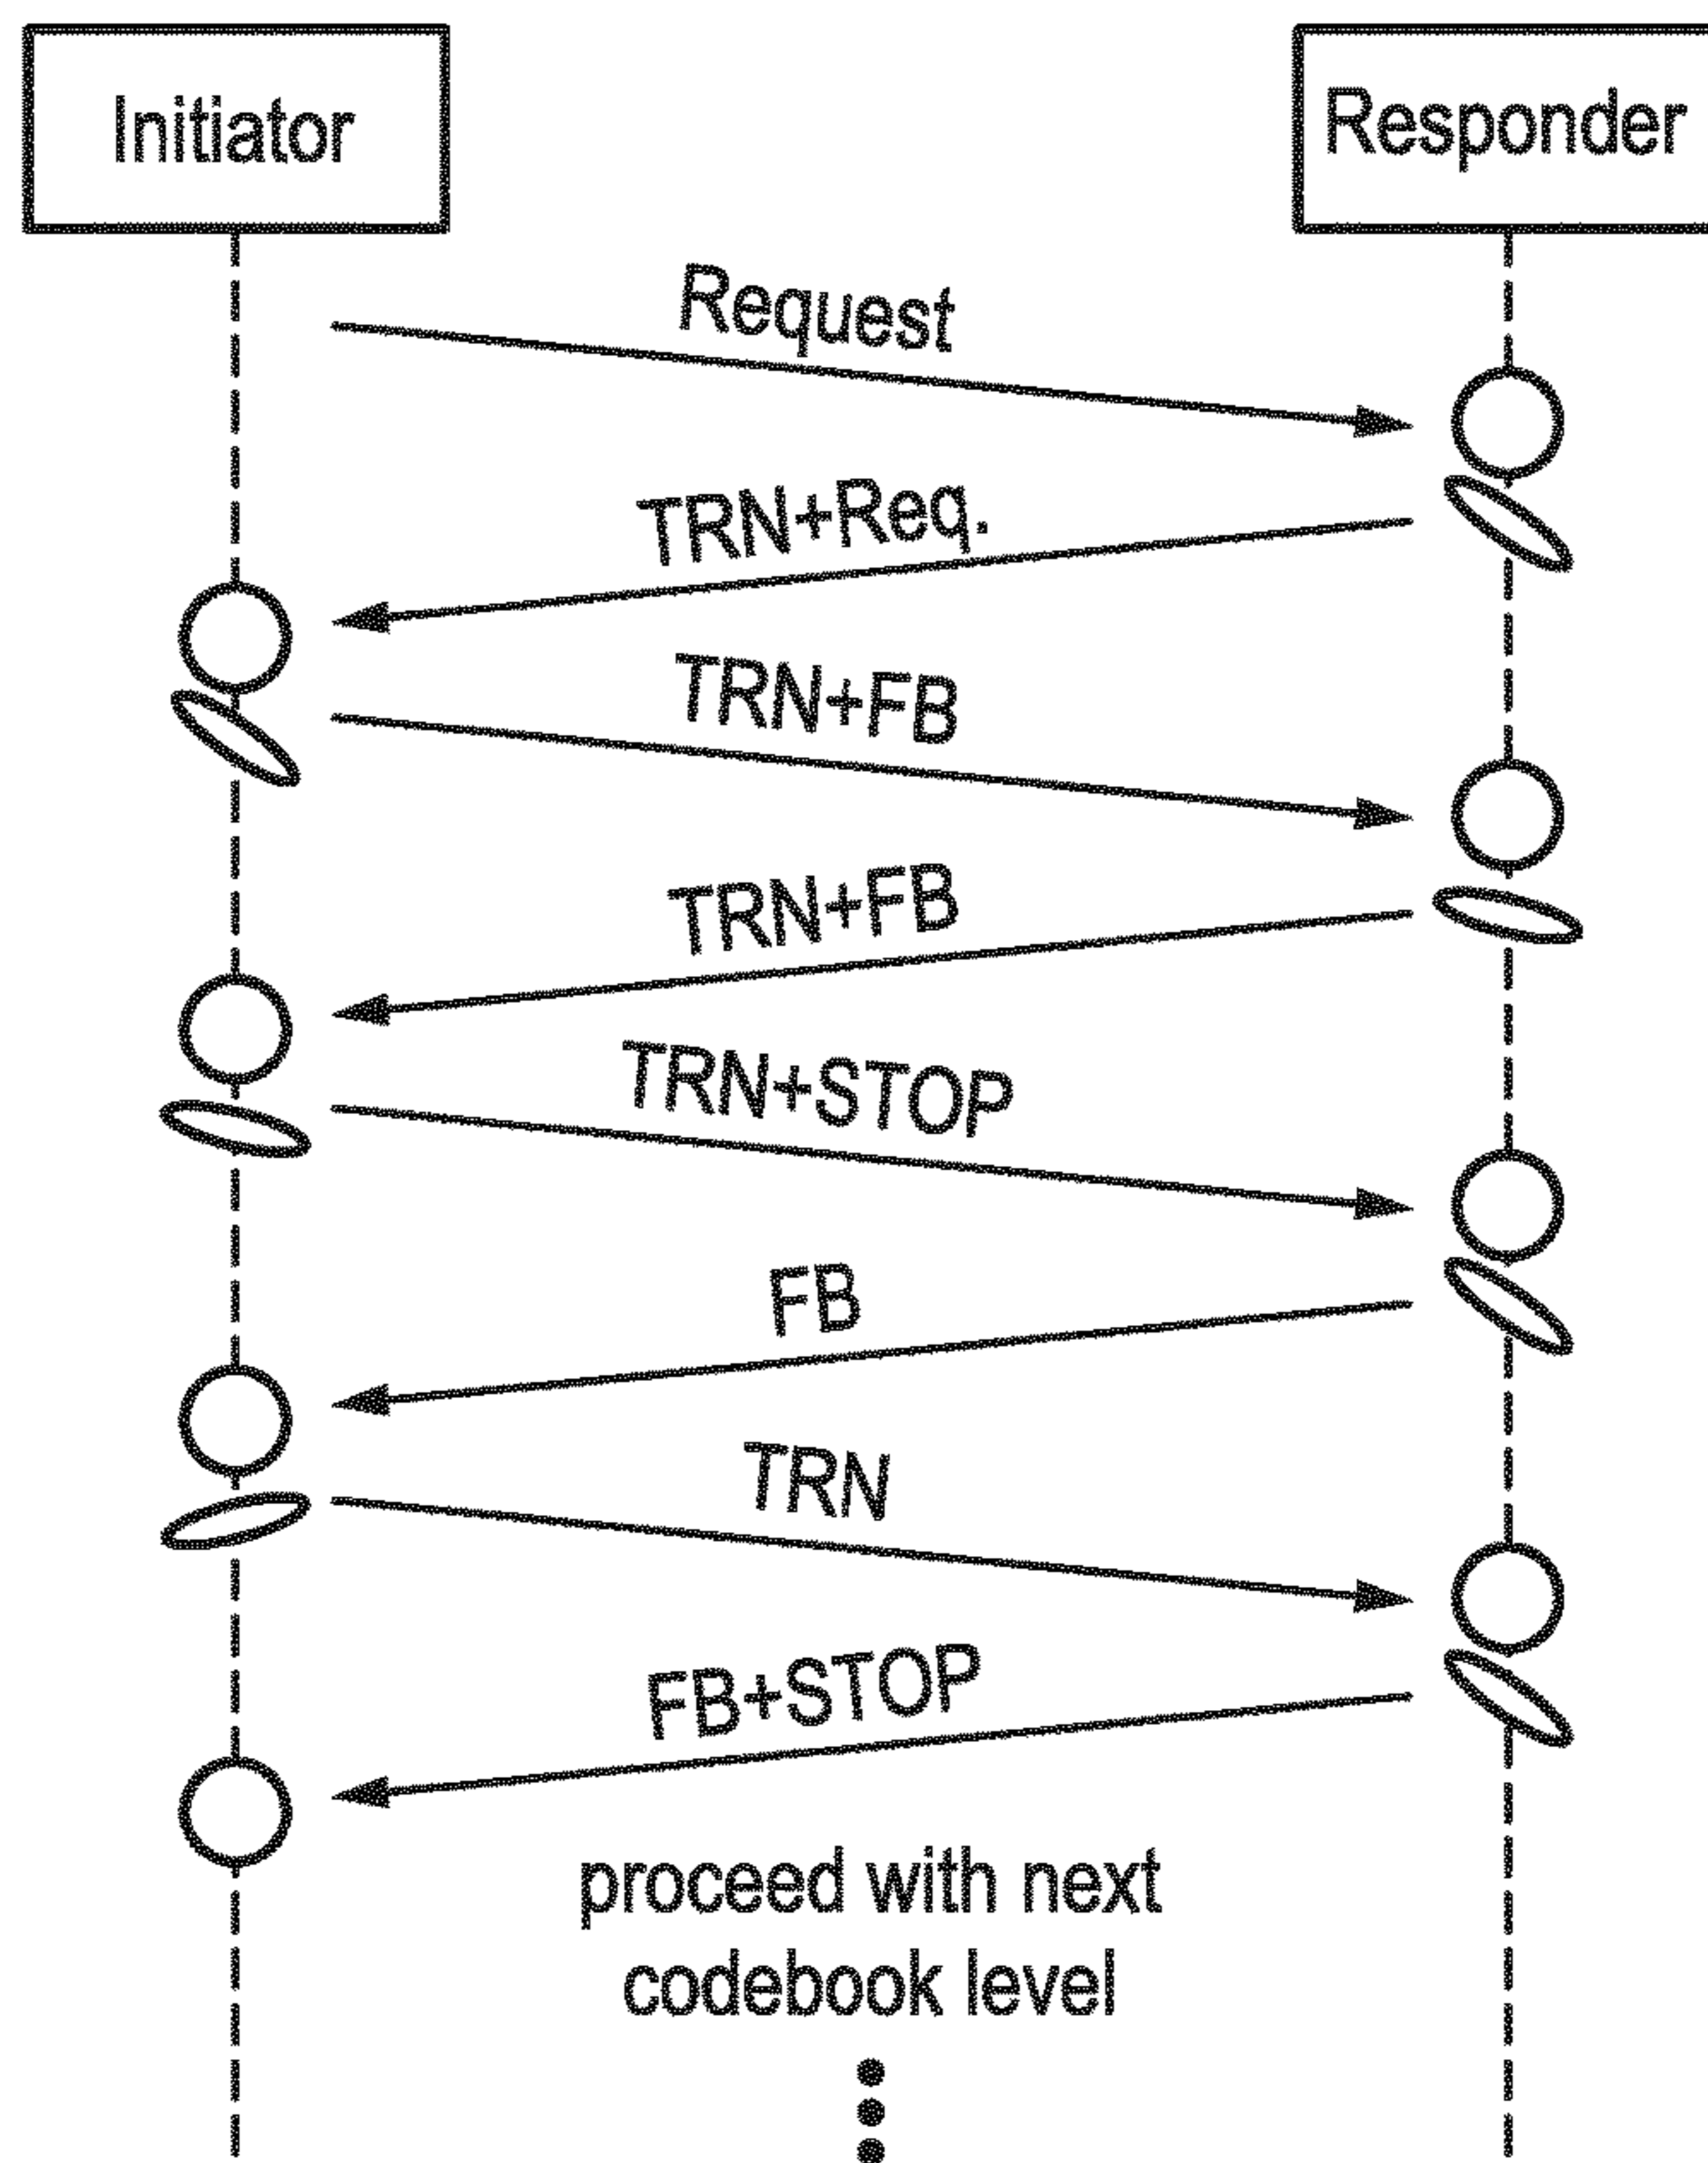 Initiator
Responder
Request
TRN+Req.
TRN+FB
TRN+FB
TRN+STOP
FB
TRN
FB+STOP
proceed with next
codebook level